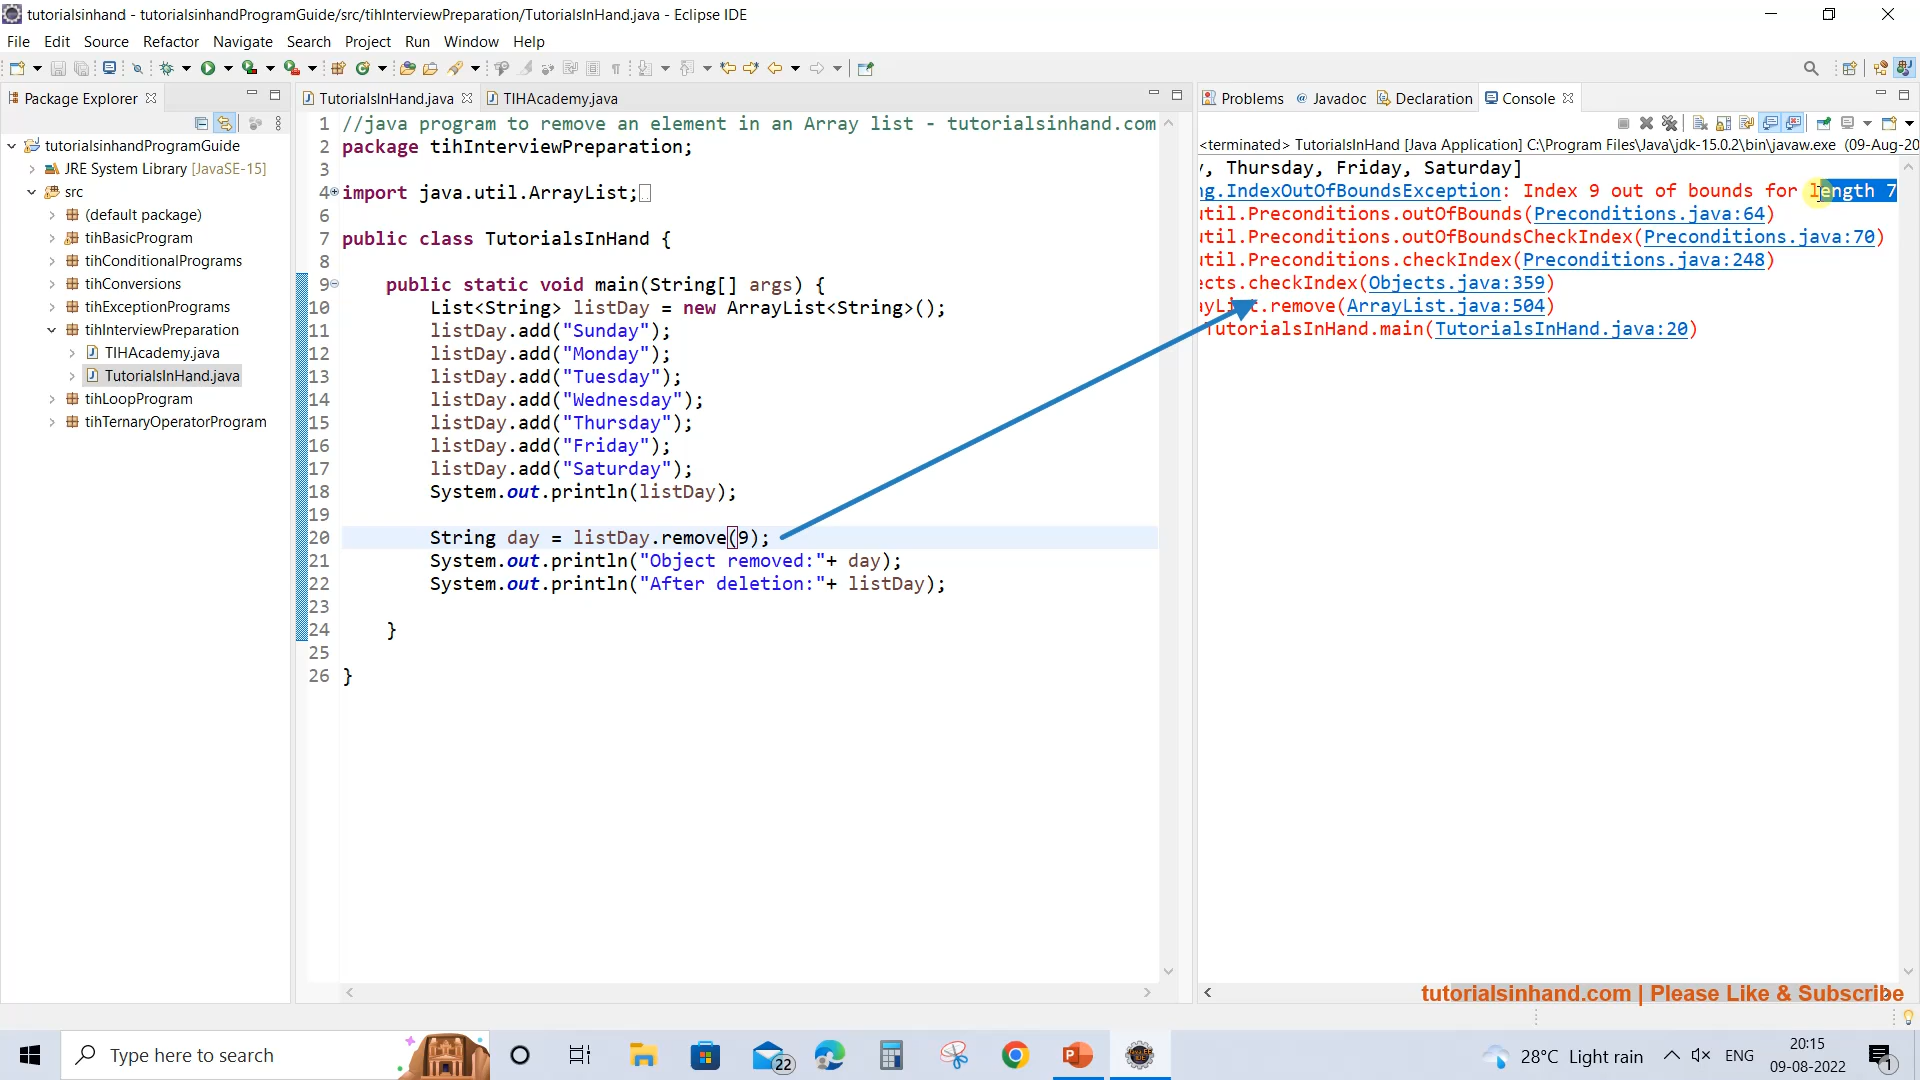 tutorialsinhand - tutorialsinhandProgramGuide/src/tihInterviewPreparation/TutorialsInHand.java - Eclipse IDE
File Edit Source Refactor Navigate Search Project Run Window Help
Package Explorer
tutorialsinhandProgramGuide
JRE System Library [JavaSE-15]
src
(default package)
tihBasicProgram
tihConditionalPrograms
tihConversions
tihExceptionPrograms
tihInterviewPreparation
TIHAcademy.java
TutorialsInHand.java
tihLoopProgram
tihTernaryOperatorProgram
TutorialsInHand.java TIHAcademy.java
1 //java program to remove an element in an Array list - tutorialsinhand.com
2 package tihInterviewPreparation;
3
4 import java.util.ArrayList;
6
7 public class TutorialsInHand {
8
9 public static void main(String[] args) {
10 List<String> listDay = new ArrayList<String>();
11 listDay.add("Sunday");
12 listDay.add("Monday");
13 listDay.add("Tuesday");
14 listDay.add("Wednesday");
15 listDay.add("Thursday");
16 listDay.add("Friday");
17 listDay.add("Saturday");
18 System.out.println(listDay);
19
20 String day = listDay.remove(9);
21 System.out.println("Object removed:"+ day);
22 System.out.println("After deletion:"+ listDay);
23
24 }
25
26 }
Problems Javadoc Declaration Console
<terminated> TutorialsInHand [Java Application] C:\Program Files\Java\jdk-15.0.2\bin\javaw.exe (09-Aug-20
, Thursday, Friday, Saturday]
ng.IndexOutOfBoundsException: Index 9 out of bounds for length 7
util.Preconditions.outOfBounds(Preconditions.java:64)
util.Preconditions.outOfBoundsCheckIndex(Preconditions.java:70)
util.Preconditions.checkIndex(Preconditions.java:248)
ects.checkIndex(Objects.java:359)
ayList.remove(ArrayList.java:504)
TutorialsInHand.main(TutorialsInHand.java:20)
tutorialsinhand.com | Please Like & Subscribe
Type here to search
22
28°C Light rain
ENG
20:15
09-08-2022
1